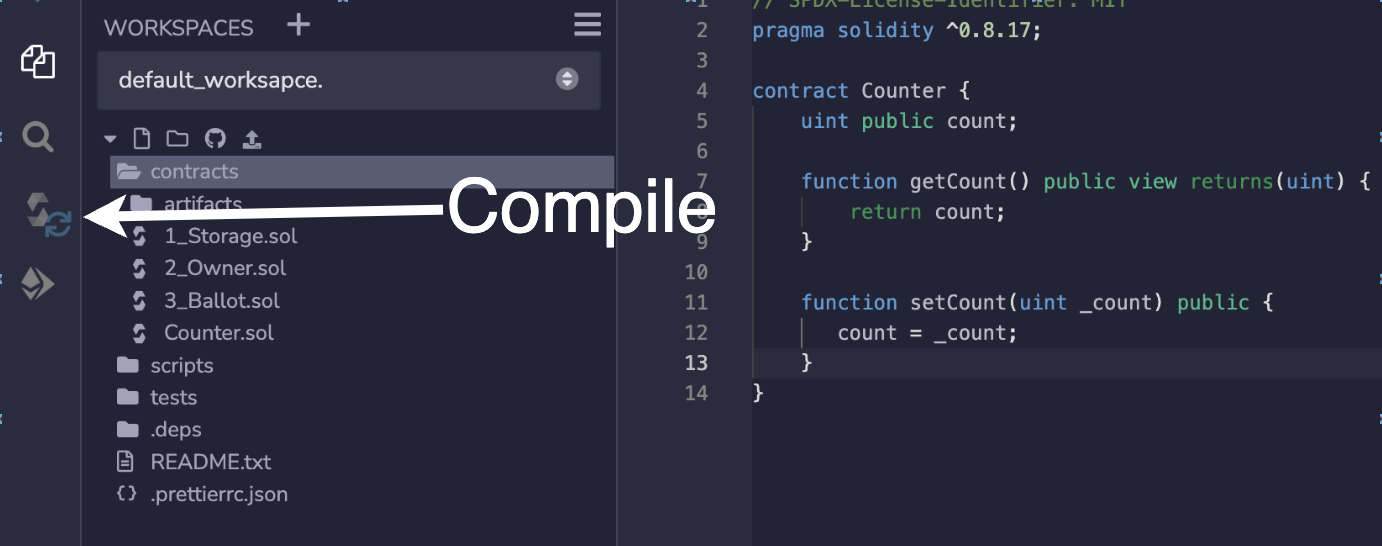 WORKSPACES
default_worksapce.
contracts
artifacts
1_Storage.sol
2_Owner.sol
3_Ballot.sol
Counter.sol
scripts
tests
.deps
README.txt
.prettierrc.json
Compile
1 // SPDX-License-Identifier: MIT
2 pragma solidity ^0.8.17;
3
4 contract Counter {
5 uint public count;
6
7 function getCount() public view returns(uint) {
8 return count;
9 }
10
11 function setCount(uint _count) public {
12 count = _count;
13 }
14 }